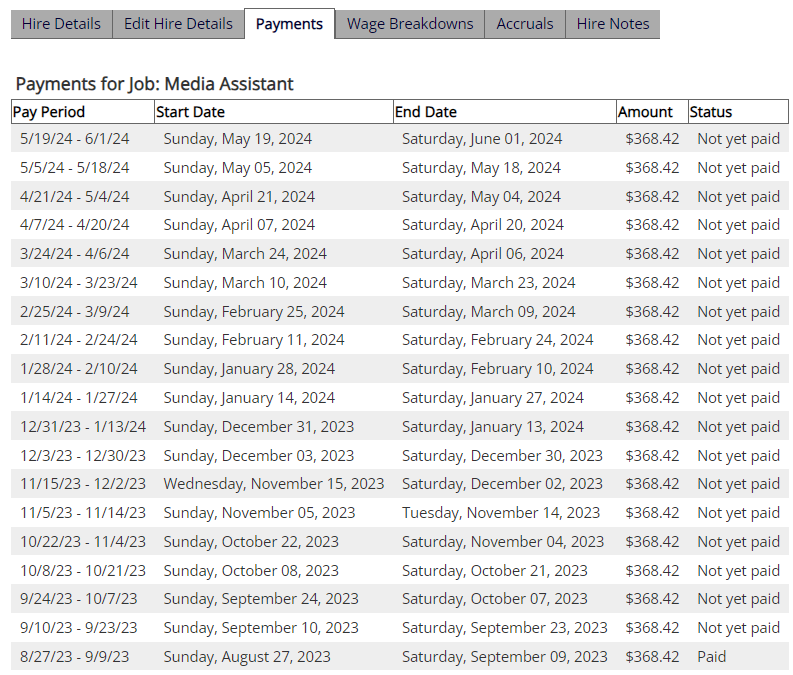 Hire Details Edit Hire Details Payments Wage Breakdowns Accruals Hire Notes
Payments for Job: Media Assistant
Pay Period Start Date End Date Amount Status
5/19/24 - 6/1/24 Sunday, May 19, 2024 Saturday, June 01, 2024 $368.42 Not yet paid
5/5/24 - 5/18/24 Sunday, May 05, 2024 Saturday, May 18, 2024 $368.42 Not yet paid
4/21/24 - 5/4/24 Sunday, April 21, 2024 Saturday, May 04, 2024 $368.42 Not yet paid
4/7/24 - 4/20/24 Sunday, April 07, 2024 Saturday, April 20, 2024 $368.42 Not yet paid
3/24/24 - 4/6/24 Sunday, March 24, 2024 Saturday, April 06, 2024 $368.42 Not yet paid
3/10/24 - 3/23/24 Sunday, March 10, 2024 Saturday, March 23, 2024 $368.42 Not yet paid
2/25/24 - 3/9/24 Sunday, February 25, 2024 Saturday, March 09, 2024 $368.42 Not yet paid
2/11/24 - 2/24/24 Sunday, February 11, 2024 Saturday, February 24, 2024 $368.42 Not yet paid
1/28/24 - 2/10/24 Sunday, January 28, 2024 Saturday, February 10, 2024 $368.42 Not yet paid
1/14/24 - 1/27/24 Sunday, January 14, 2024 Saturday, January 27, 2024 $368.42 Not yet paid
12/31/23 - 1/13/24 Sunday, December 31, 2023 Saturday, January 13, 2024 $368.42 Not yet paid
12/3/23 - 12/30/23 Sunday, December 03, 2023 Saturday, December 30, 2023 $368.42 Not yet paid
11/15/23 - 12/2/23 Wednesday, November 15, 2023 Saturday, December 02, 2023 $368.42 Not yet paid
11/5/23 - 11/14/23 Sunday, November 05, 2023 Tuesday, November 14, 2023 $368.42 Not yet paid
10/22/23 - 11/4/23 Sunday, October 22, 2023 Saturday, November 04, 2023 $368.42 Not yet paid
10/8/23 - 10/21/23 Sunday, October 08, 2023 Saturday, October 21, 2023 $368.42 Not yet paid
9/24/23 - 10/7/23 Sunday, September 24, 2023 Saturday, October 07, 2023 $368.42 Not yet paid
9/10/23 - 9/23/23 Sunday, September 10, 2023 Saturday, September 23, 2023 $368.42 Not yet paid
8/27/23 - 9/9/23 Sunday, August 27, 2023 Saturday, September 09, 2023 $368.42 Paid